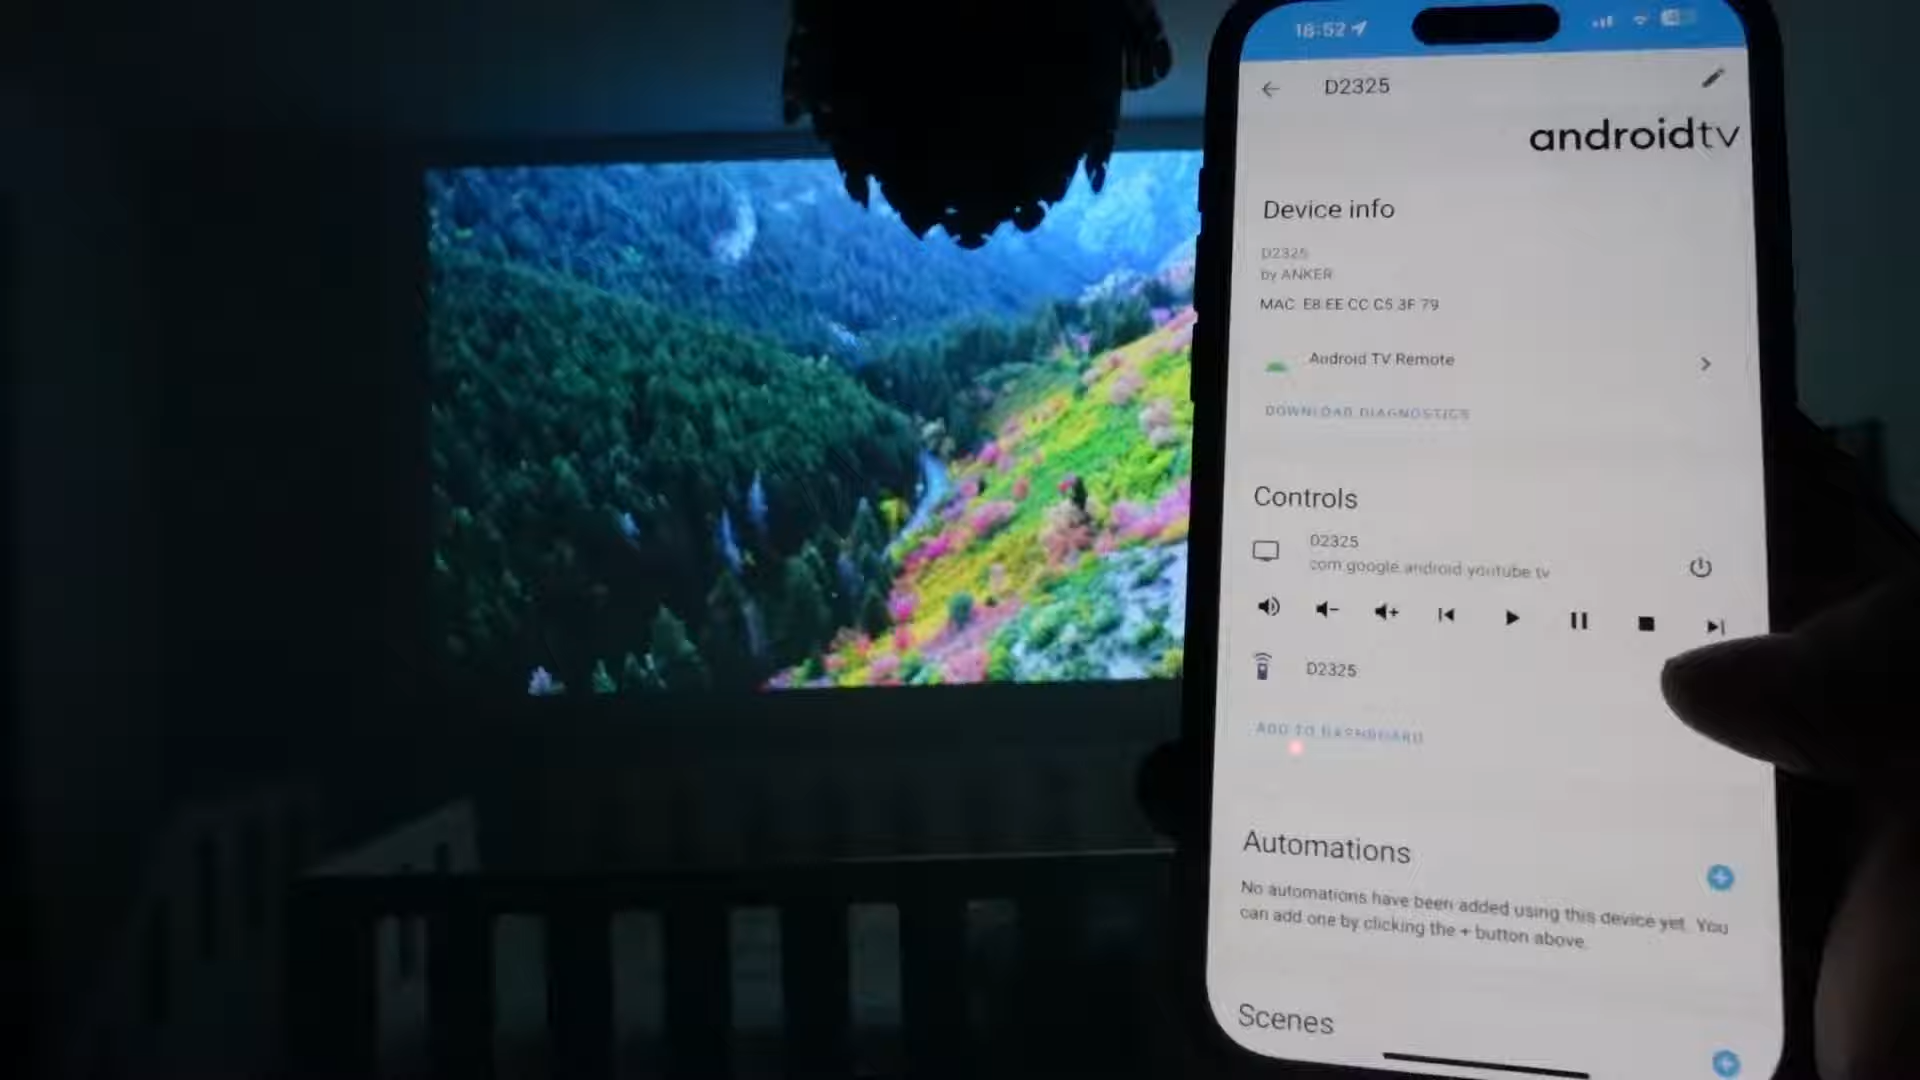 18:52
D2325
androidtv
Device info
D2325
by ANKER
MAC: E8:EE:CC:C5:3F:79
Android TV Remote
DOWNLOAD DIAGNOSTICS
Controls
D2325
com.google.android.youtube.tv
D2325
ADD TO DASHBOARD
Automations
No automations have been added using this device yet. You
can add one by clicking the + button above.
Scenes